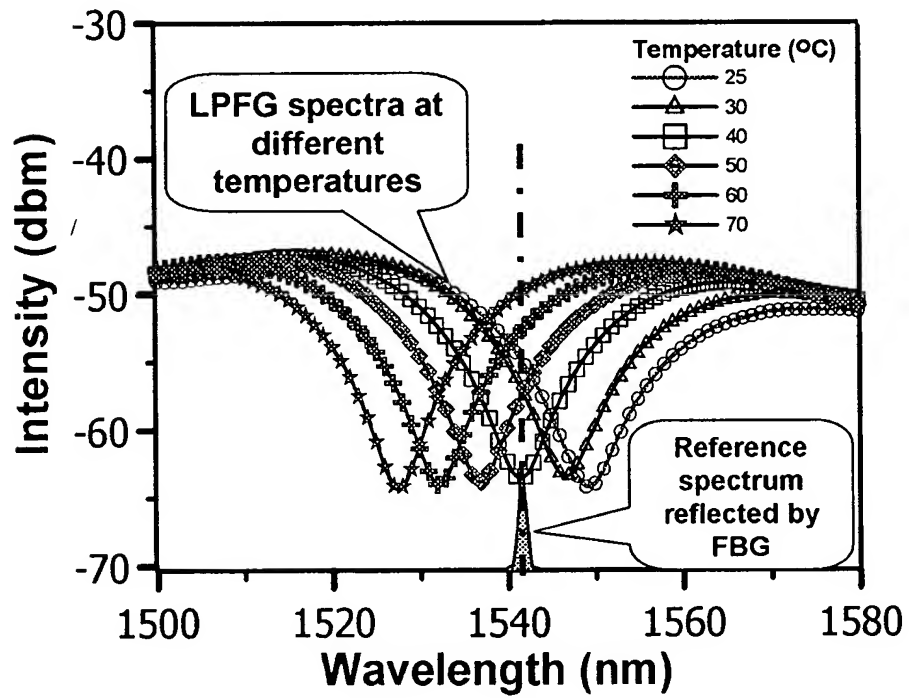 -30
-40
-50
-60
-70
Intensity (dbm)
LPFG spectra at
different
temperatures
Temperature (ºC)
25
30
40
50
60
70
Reference
spectrum
reflected by
FBG
1500
1520
1540
1560
1580
Wavelength (nm)